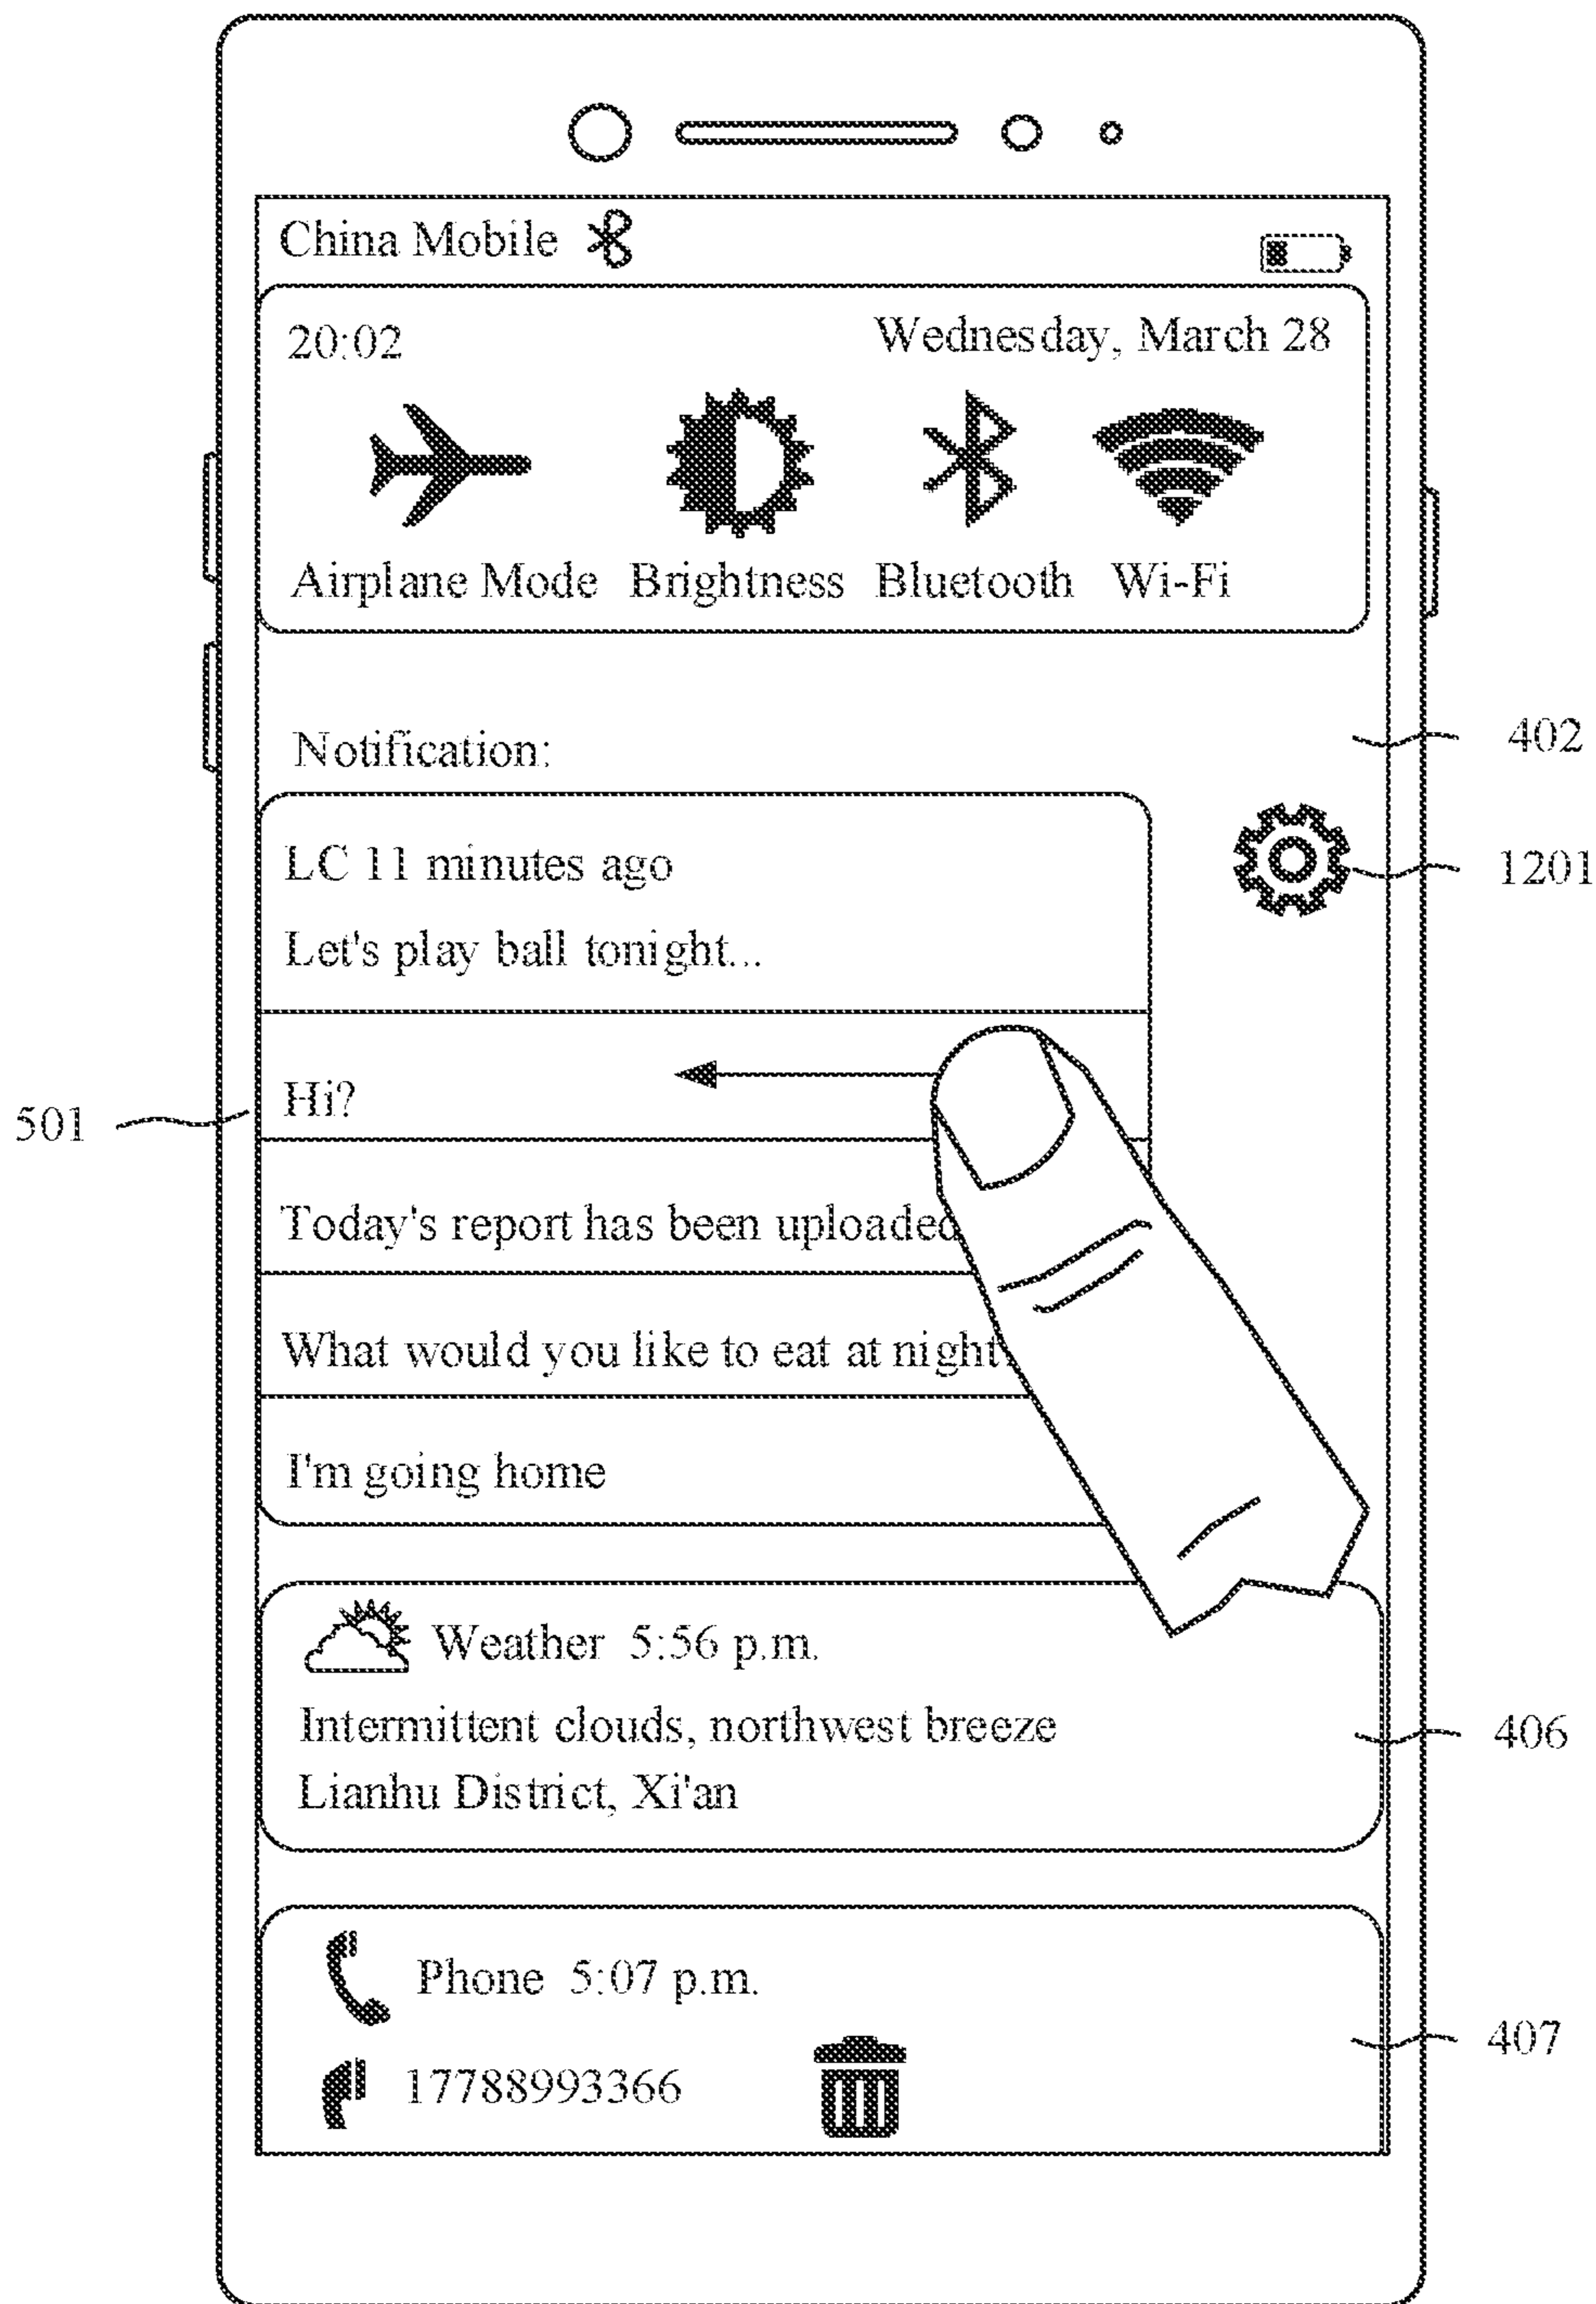 China Mobile
20:02 Wednesday, March 28
Airplane Mode Brightness Bluetooth Wi-Fi
402
Notification:
1201
LC 11 minutes ago
Let's play ball tonight...
501
Hi?
Today's report has been uploaded
What would you like to eat at night
I'm going home
Weather 5:56 p.m.
Intermittent clouds, northwest breeze
406
Lianhu District, Xi'an
Phone 5:07 p.m.
407
17788993366